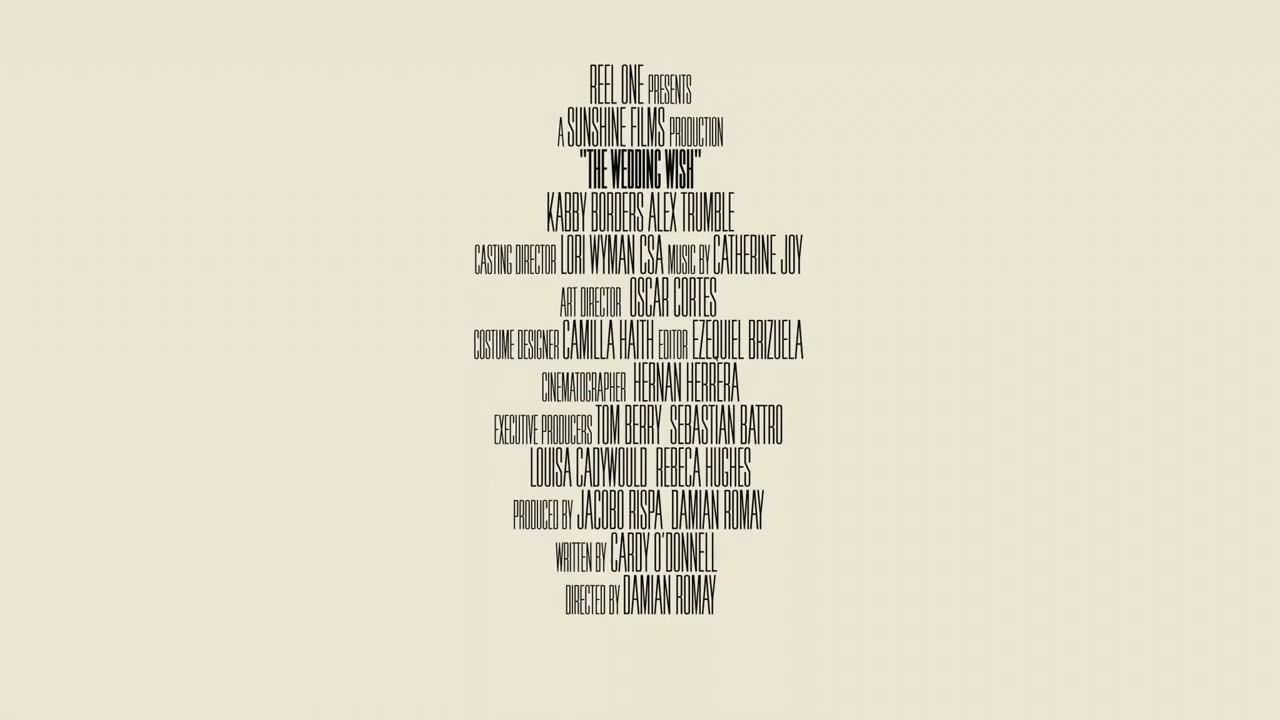 REEL ONE PRESENTS
A SUNSHINE FILMS PRODUCTION
"THE WEDDING WISH"
KABBY BORDERS ALEX TRUMBLE
CASTING DIRECTOR LORI WYMAN CSA MUSIC BY CATHERINE JOY
ART DIRECTOR OSCAR CORTES
COSTUME DESIGNER CAMILLA HAITH EDITOR EZEQUIEL BRIZUELA
CINEMATOGRAPHER HERNAN HERRERA
EXECUTIVE PRODUCERS TOM BERRY SEBASTIAN BATTRO
LOUISA CADYWOULD REBECA HUGHES
PRODUCED BY JACOBO RISPA DAMIAN ROMAY
WRITTEN BY CARDY O'DONNELL
DIRECTED BY DAMIAN ROMAY